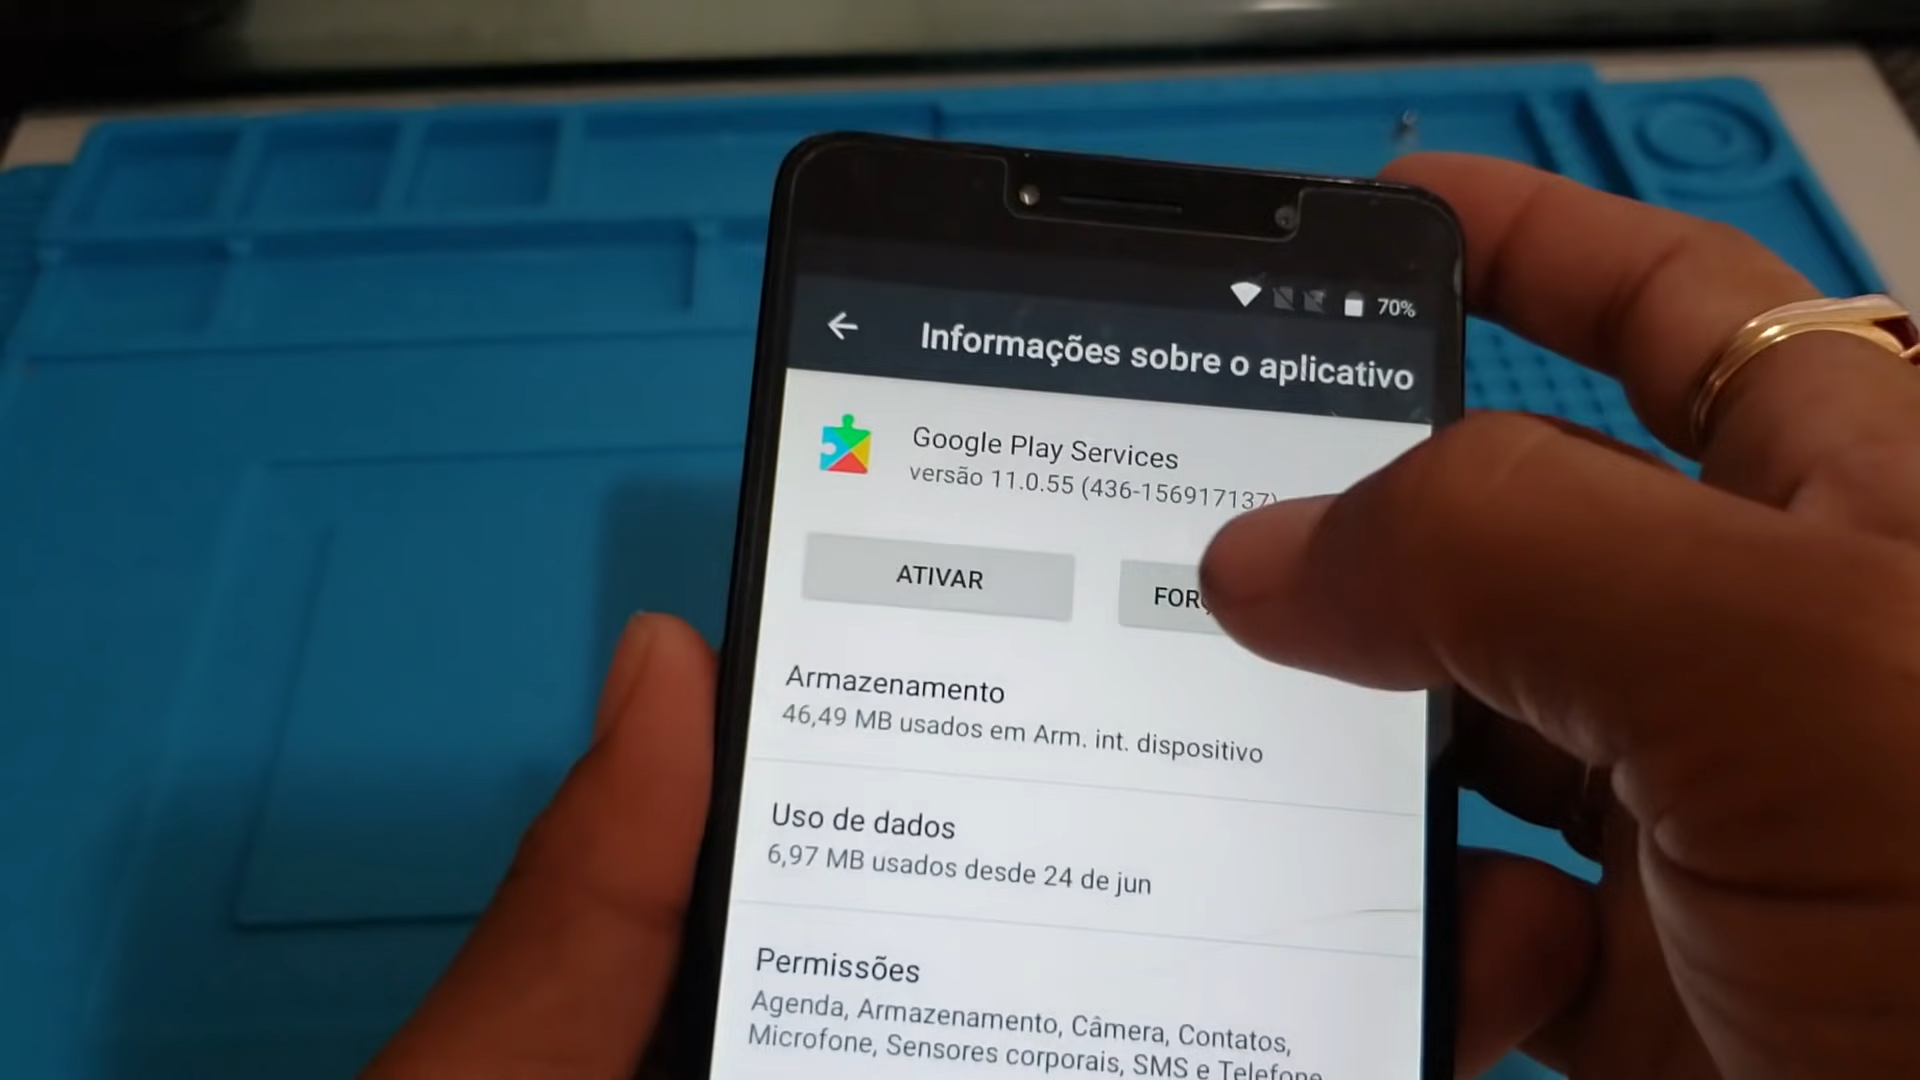 70%
Informações sobre o aplicativo
Google Play Services
versão 11.0.55 (436-156917137)
ATIVAR
Armazenamento
46,49 MB usados em Arm. int. dispositivo
Uso de dados
6,97 MB usados desde 24 de jun
Permissões
Agenda, Armazenamento, Câmera, Contatos,
Microfone, Sensores corporais, SMS e Telefone